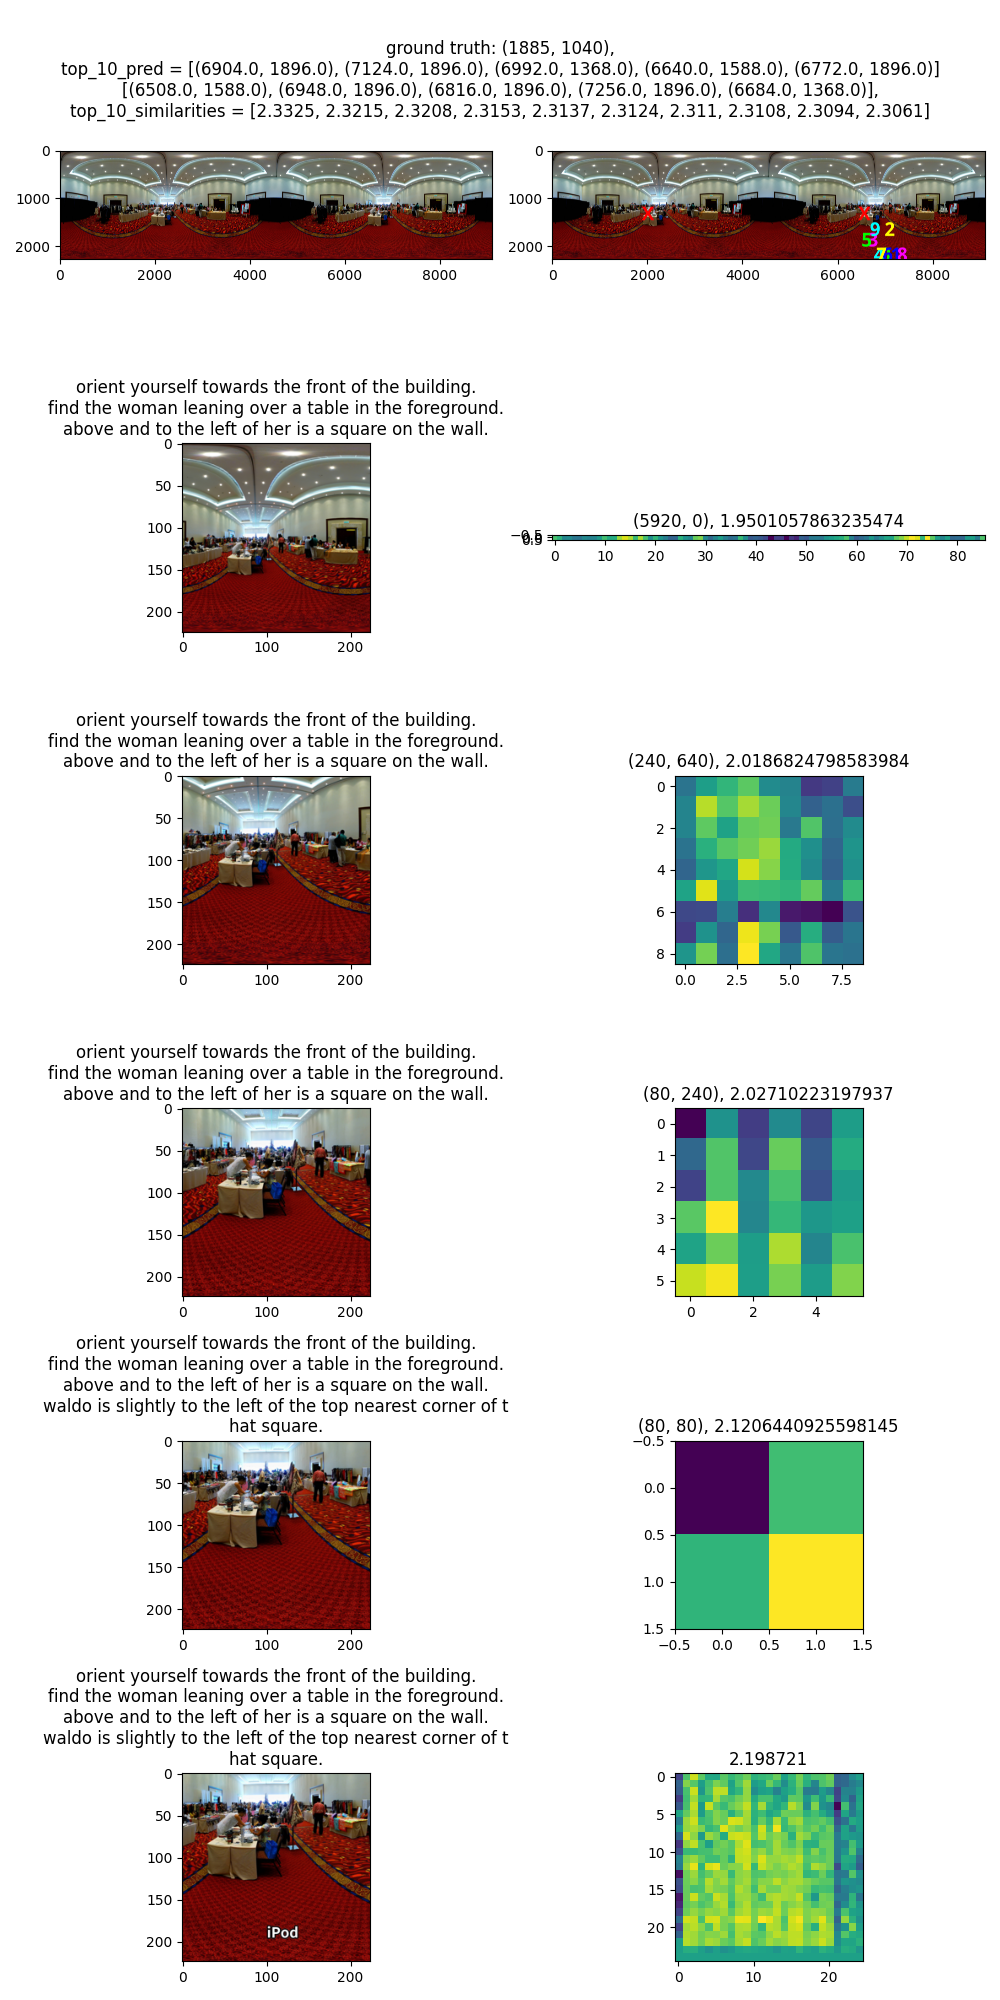 ground truth: (1885, 1040),
top_10_pred = [(6904.0, 1896.0), (7124.0, 1896.0), (6992.0, 1368.0), (6640.0, 1588.0), (6772.0, 1896.0)]
[(6508.0, 1588.0), (6948.0, 1896.0), (6816.0, 1896.0), (7256.0, 1896.0), (6684.0, 1368.0)],
top_10_similarities = [2.3325, 2.3215, 2.3208, 2.3153, 2.3137, 2.3124, 2.311, 2.3108, 2.3094, 2.3061]
0
1000
2000
0 2000 4000 6000 8000
0
1000
2000
9 2
5 3
4 7 8
0 2000 4000 6000 8000
orient yourself towards the front of the building.
find the woman leaning over a table in the foreground.
above and to the left of her is a square on the wall.
0
50
100
150
200
0 100 200
(5920, 0), 1.9501057863235474
0 10 20 30 40 50 60 70 80
orient yourself towards the front of the building.
find the woman leaning over a table in the foreground.
above and to the left of her is a square on the wall.
0
50
100
150
200
0 100 200
(240, 640), 2.0186824798583984
0
2
4
6
8
0.0 2.5 5.0 7.5
orient yourself towards the front of the building.
find the woman leaning over a table in the foreground.
above and to the left of her is a square on the wall.
0
50
100
150
200
0 100 200
(80, 240), 2.02710223197937
0
1
2
3
4
5
0 2 4
orient yourself towards the front of the building.
find the woman leaning over a table in the foreground.
above and to the left of her is a square on the wall.
waldo is slightly to the left of the top nearest corner of t
hat square.
0
50
100
150
200
0 100 200
(80, 80), 2.1206440925598145
−0.5
0.0
0.5
1.0
1.5
−0.5 0.0 0.5 1.0 1.5
orient yourself towards the front of the building.
find the woman leaning over a table in the foreground.
above and to the left of her is a square on the wall.
waldo is slightly to the left of the top nearest corner of t
hat square.
0
50
100
150
200
iPod
0 100 200
2.198721
0
5
10
15
20
0 10 20